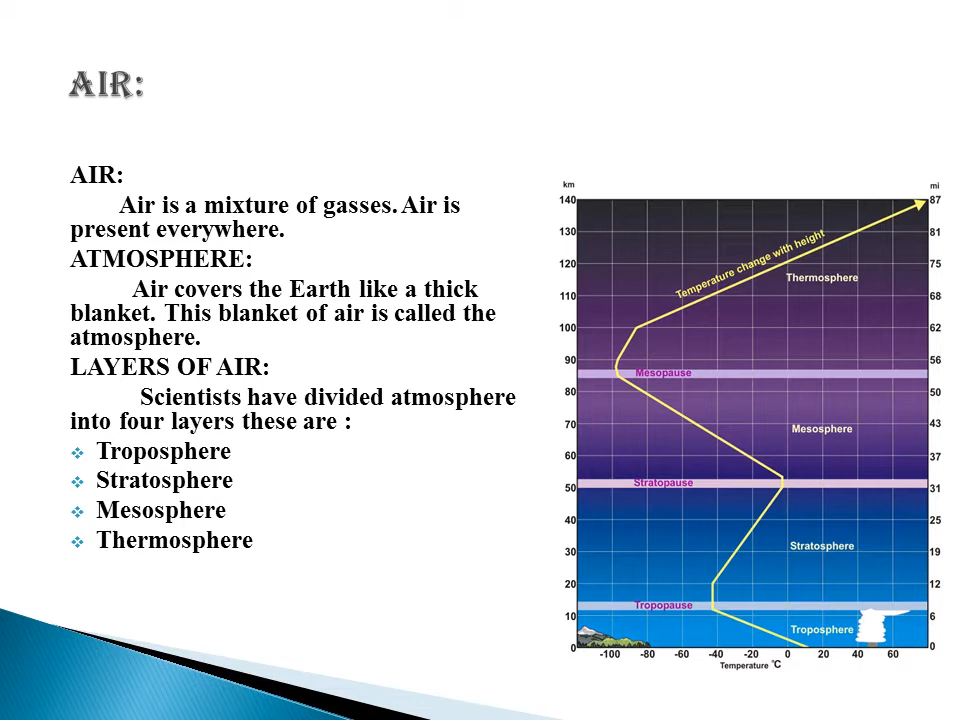 AIR:
AIR:
Air is a mixture of gasses. Air is
present everywhere.
ATMOSPHERE:
Air covers the Earth like a thick
blanket. This blanket of air is called the
atmosphere.
LAYERS OF AIR:
Scientists have divided atmosphere
into four layers these are :
Troposphere
Stratosphere
Mesosphere
Thermosphere
km mi
140 87
130 81
120 75
110 68
100 62
90 56
80 50
70 43
60 37
50 31
40 25
30 19
20 12
10 6
0 0
Temperature change with height
Thermosphere
Mesopause
Mesosphere
Stratopause
Stratosphere
Tropopause
Troposphere
-100 -80 -60 -40 -20 0 20 40 60
Temperature °C